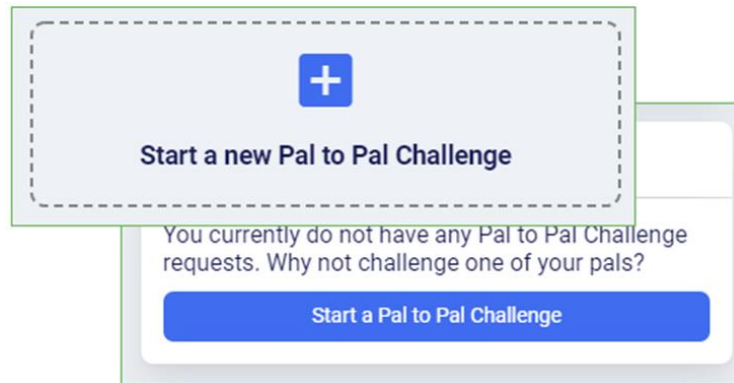 Start a new Pal to Pal Challenge
You currently do not have any Pal to Pal Challenge
requests. Why not challenge one of your pals?
Start a Pal to Pal Challenge